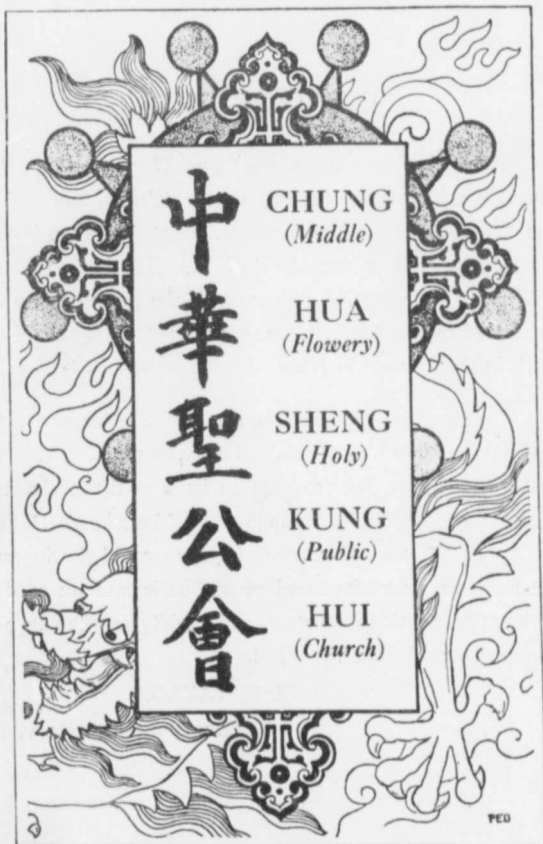 中華聖公會
CHUNG
(Middle)
HUA
(Flowery)
SHENG
(Holy)
KUNG
(Public)
HUI
(Church)
PED